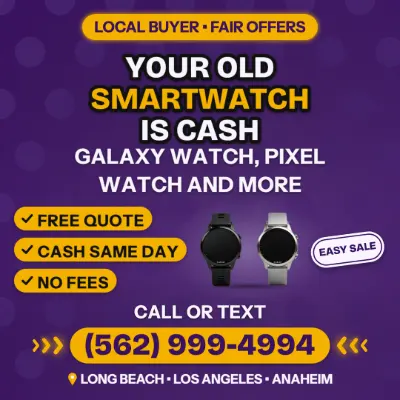 LOCAL BUYER • FAIR OFFERS
YOUR OLD
SMARTWATCH
IS CASH
GALAXY WATCH, PIXEL
WATCH AND MORE
FREE QUOTE
CASH SAME DAY
NO FEES
EASY SALE
CALL OR TEXT
(562) 999-4994
LONG BEACH • LOS ANGELES • ANAHEIM